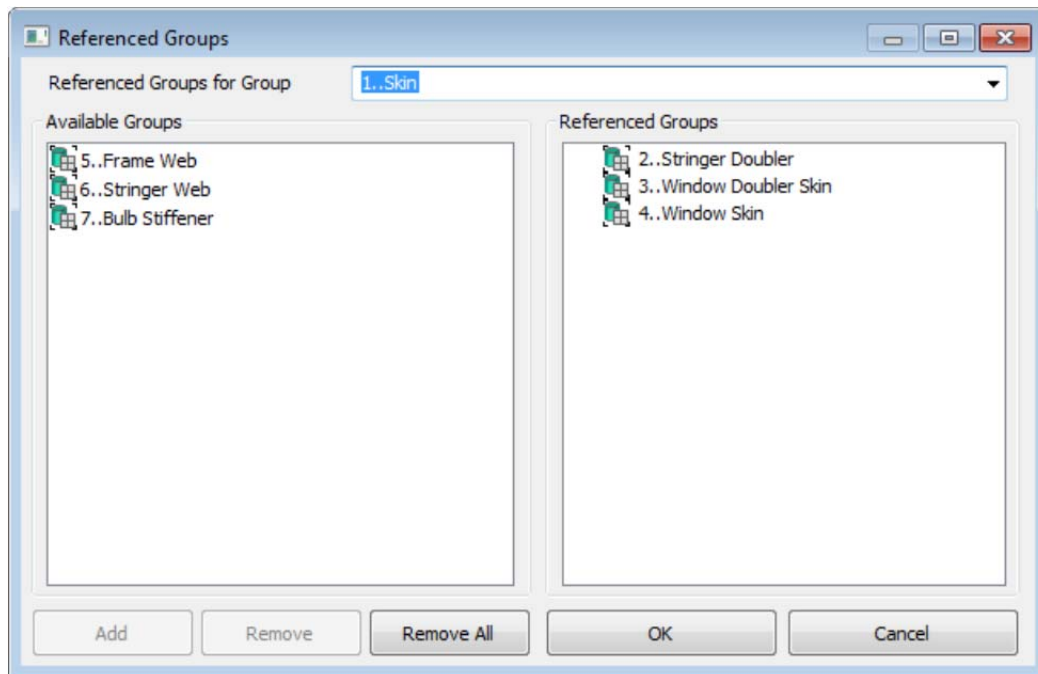 Referenced Groups
Referenced Groups for Group 1..Skin
Available Groups
5..Frame Web
6..Stringer Web
7..Bulb Stiffener
Referenced Groups
2..Stringer Doubler
3..Window Doubler Skin
4..Window Skin
Add Remove Remove All OK Cancel